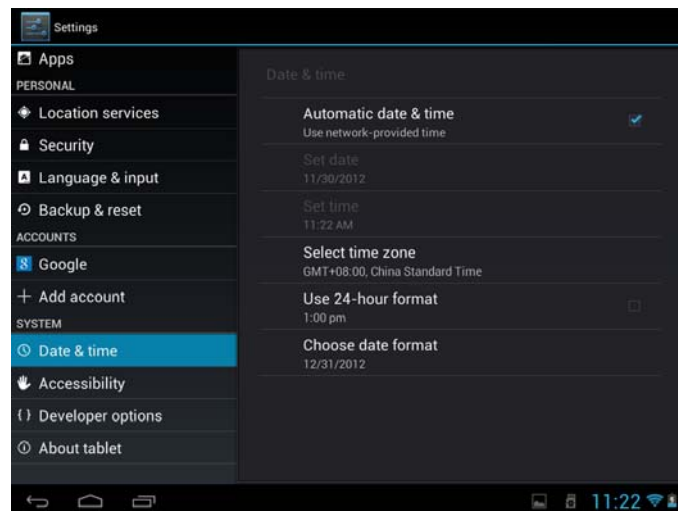 Settings
Apps
PERSONAL
Location services
Security
A Language & input
Backup & reset
ACCOUNTS
8 Google
+ Add account
SYSTEM
Date & time
Accessibility
{ } Developer options
About tablet
Date & time
Automatic date & time
Use network-provided time
Set date
11/30/2012
Set time
11:22 AM
Select time zone
GMT+08:00, China Standard Time
Use 24-hour format
1:00 pm
Choose date format
12/31/2012
11:22